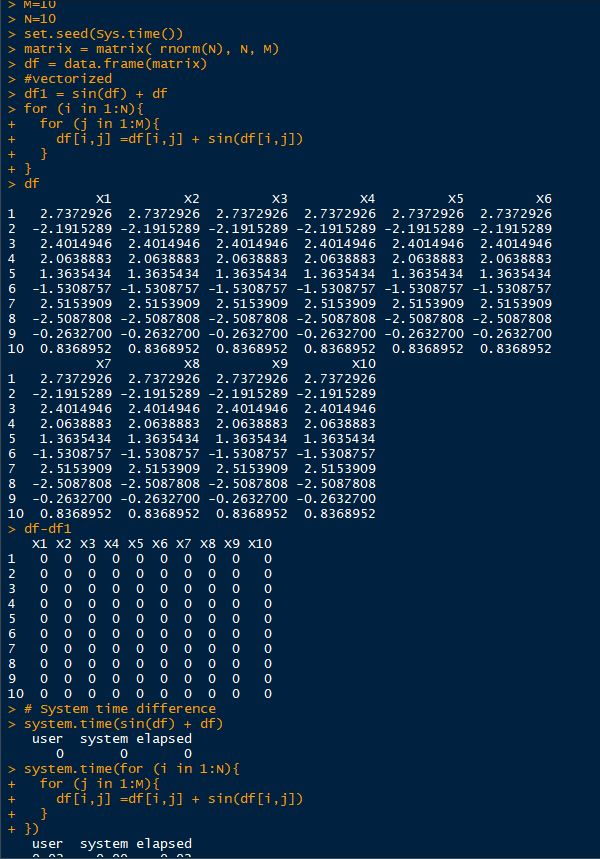 > M=10
> N=10
> set.seed(Sys.time())
> matrix = matrix( rnorm(N), N, M)
> df = data.frame(matrix)
> #vectorized
> df1 = sin(df) + df
> for (i in 1:N){
+   for (j in 1:M){
+     df[i,j] =df[i,j] + sin(df[i,j])
+   }
+ }
> df
           X1         X2         X3         X4         X5         X6
1   2.7372926  2.7372926  2.7372926  2.7372926  2.7372926  2.7372926
2  -2.1915289 -2.1915289 -2.1915289 -2.1915289 -2.1915289 -2.1915289
3   2.4014946  2.4014946  2.4014946  2.4014946  2.4014946  2.4014946
4   2.0638883  2.0638883  2.0638883  2.0638883  2.0638883  2.0638883
5   1.3635434  1.3635434  1.3635434  1.3635434  1.3635434  1.3635434
6  -1.5308757 -1.5308757 -1.5308757 -1.5308757 -1.5308757 -1.5308757
7   2.5153909  2.5153909  2.5153909  2.5153909  2.5153909  2.5153909
8  -2.5087808 -2.5087808 -2.5087808 -2.5087808 -2.5087808 -2.5087808
9  -0.2632700 -0.2632700 -0.2632700 -0.2632700 -0.2632700 -0.2632700
10  0.8368952  0.8368952  0.8368952  0.8368952  0.8368952  0.8368952
           X7         X8         X9        X10
1   2.7372926  2.7372926  2.7372926  2.7372926
2  -2.1915289 -2.1915289 -2.1915289 -2.1915289
3   2.4014946  2.4014946  2.4014946  2.4014946
4   2.0638883  2.0638883  2.0638883  2.0638883
5   1.3635434  1.3635434  1.3635434  1.3635434
6  -1.5308757 -1.5308757 -1.5308757 -1.5308757
7   2.5153909  2.5153909  2.5153909  2.5153909
8  -2.5087808 -2.5087808 -2.5087808 -2.5087808
9  -0.2632700 -0.2632700 -0.2632700 -0.2632700
10  0.8368952  0.8368952  0.8368952  0.8368952
> df-df1
   X1 X2 X3 X4 X5 X6 X7 X8 X9 X10
1   0  0  0  0  0  0  0  0  0   0
2   0  0  0  0  0  0  0  0  0   0
3   0  0  0  0  0  0  0  0  0   0
4   0  0  0  0  0  0  0  0  0   0
5   0  0  0  0  0  0  0  0  0   0
6   0  0  0  0  0  0  0  0  0   0
7   0  0  0  0  0  0  0  0  0   0
8   0  0  0  0  0  0  0  0  0   0
9   0  0  0  0  0  0  0  0  0   0
10  0  0  0  0  0  0  0  0  0   0
> # System time difference
> system.time(sin(df) + df)
   user  system elapsed
      0       0       0
> system.time(for (i in 1:N){
+   for (j in 1:M){
+     df[i,j] =df[i,j] + sin(df[i,j])
+   }
+ })
   user  system elapsed